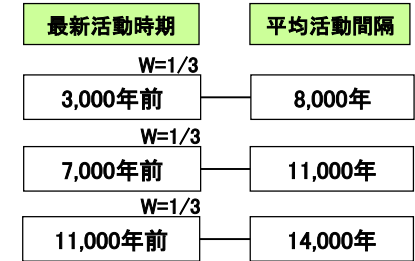 最新活動時期 平均活動間隔
W=1/3
3,000年前 8,000年
W=1/3
7,000年前 11,000年
W=1/3
11,000年前 14,000年